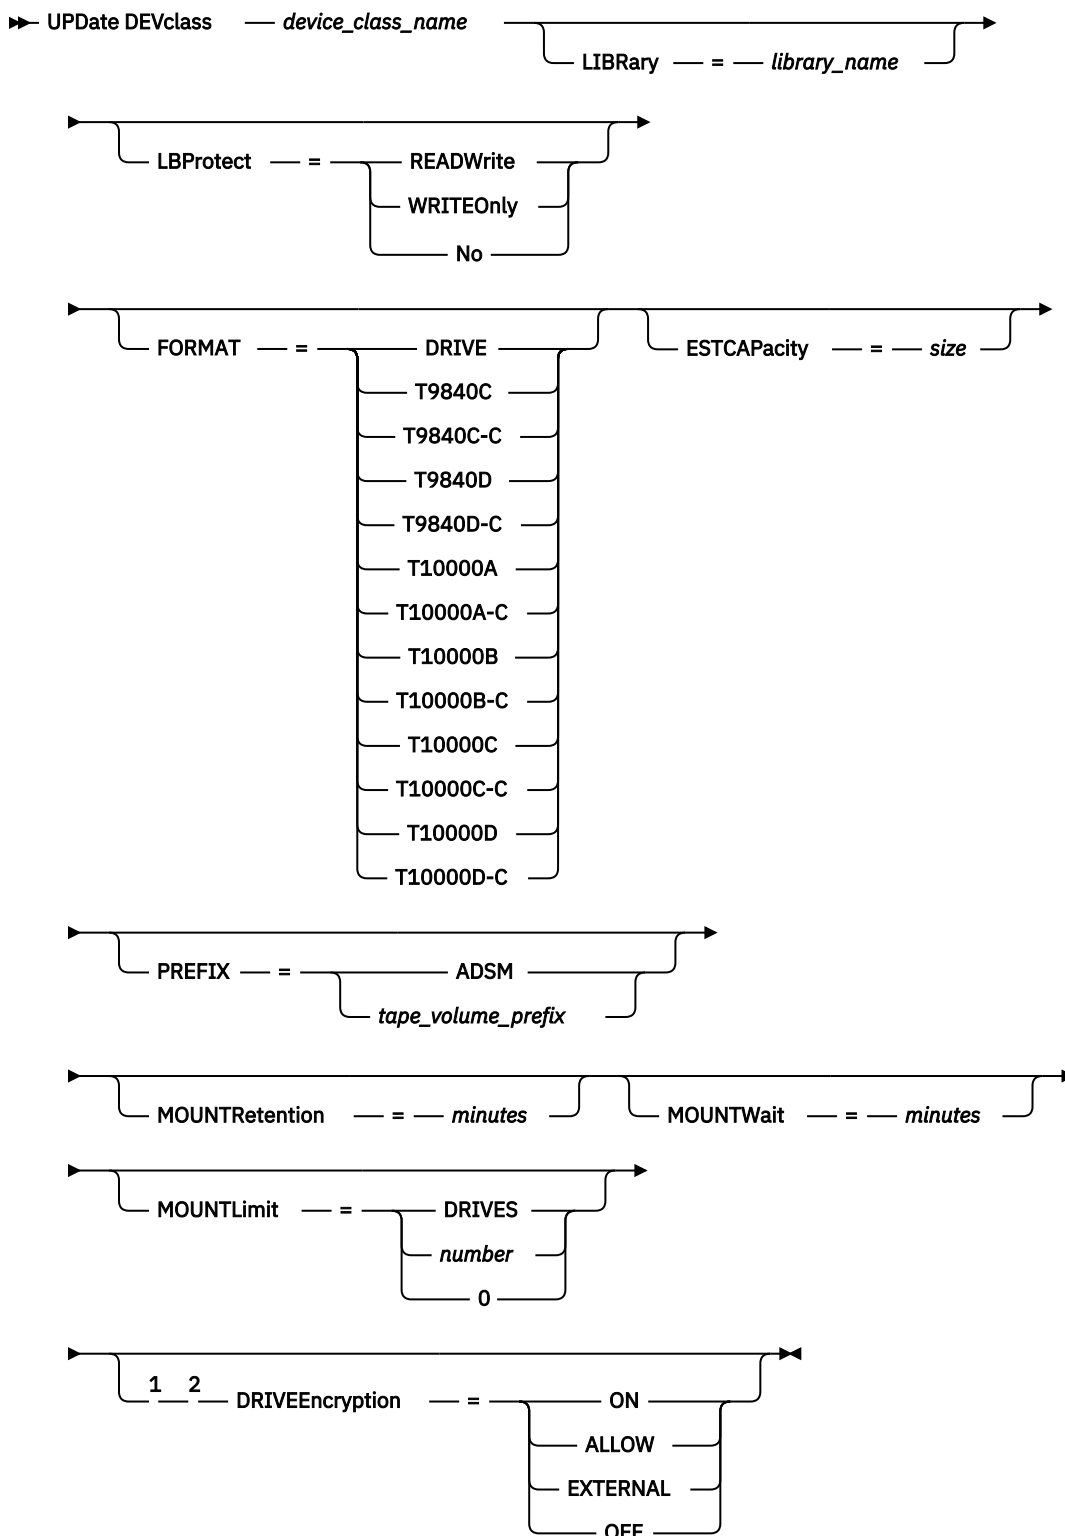 UPDate DEVclass device_class_name
LIBRary = library_name
LBProtect = READWrite
WRITEOnly
No
FORMAT = DRIVE ESTCAPacity = size
T9840C
T9840C-C
T9840D
T9840D-C
T10000A
T10000A-C
T10000B
T10000B-C
T10000C
T10000C-C
T10000D
T10000D-C
PREFIX = ADSM
tape_volume_prefix
MOUNTRetention = minutes MOUNTWait = minutes
MOUNTLimit = DRIVES
number
0
1 2 DRIVEEncryption = ON
ALLOW
EXTERNAL
OFF